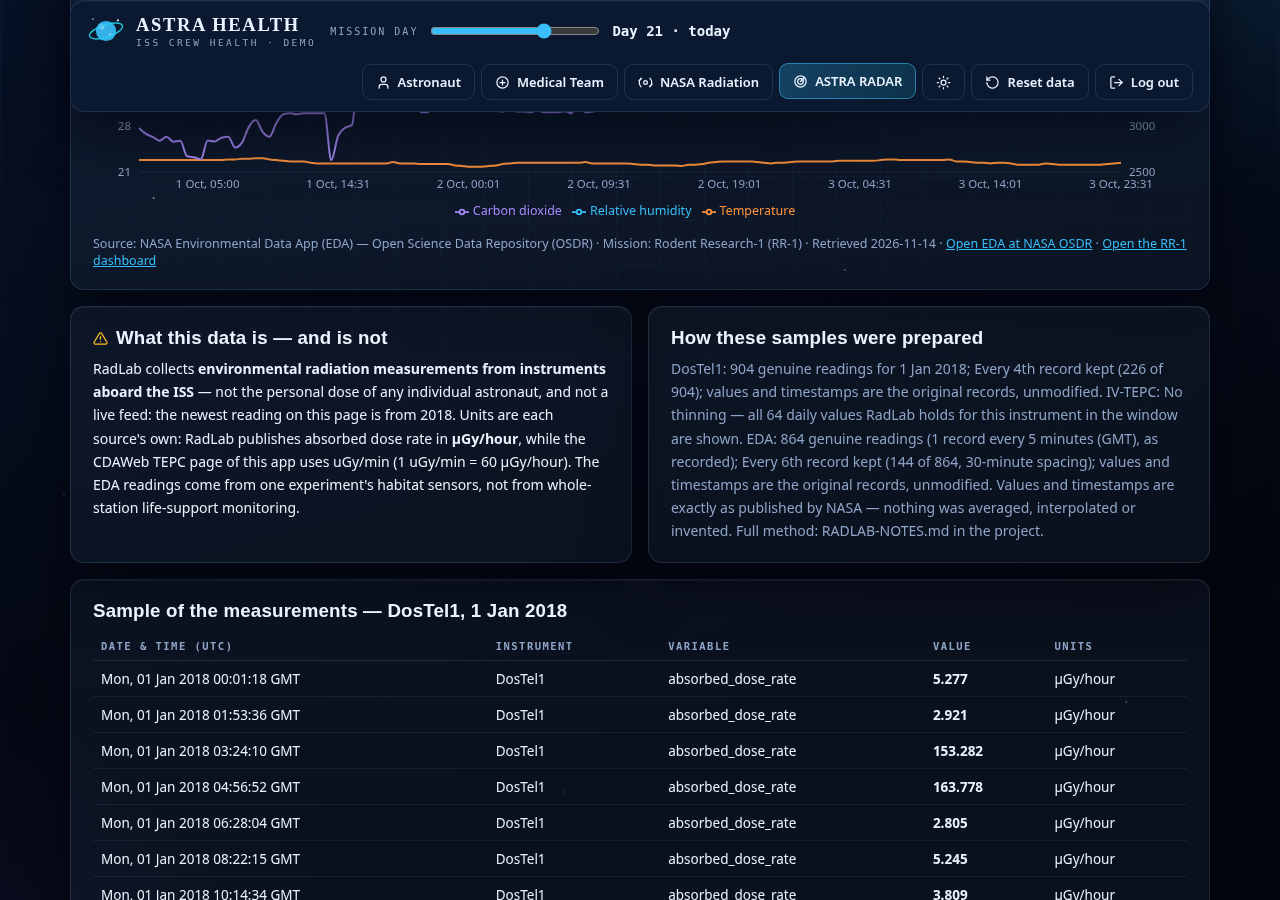 ASTRA HEALTH
ISS CREW HEALTH · DEMO
MISSION DAY
Day 21 · today
Astronaut
Medical Team
NASA Radiation
ASTRA RADAR
Reset data
Log out
28
3000
21
2500
1 Oct, 05:00
1 Oct, 14:31
2 Oct, 00:01
2 Oct, 09:31
2 Oct, 19:01
3 Oct, 04:31
3 Oct, 14:01
3 Oct, 23:31
Carbon dioxide
Relative humidity
Temperature
Source: NASA Environmental Data App (EDA) — Open Science Data Repository (OSDR) · Mission: Rodent Research-1 (RR-1) · Retrieved 2026-11-14 · Open EDA at NASA OSDR · Open the RR-1
dashboard
What this data is — and is not
RadLab collects environmental radiation measurements from instruments
aboard the ISS — not the personal dose of any individual astronaut, and not a
live feed: the newest reading on this page is from 2018. Units are each
source's own: RadLab publishes absorbed dose rate in µGy/hour, while the
CDAWeb TEPC page of this app uses uGy/min (1 uGy/min = 60 µGy/hour). The
EDA readings come from one experiment's habitat sensors, not from whole-
station life-support monitoring.
How these samples were prepared
DosTel1: 904 genuine readings for 1 Jan 2018; Every 4th record kept (226 of
904); values and timestamps are the original records, unmodified. IV-TEPC: No
thinning — all 64 daily values RadLab holds for this instrument in the window
are shown. EDA: 864 genuine readings (1 record every 5 minutes (GMT), as
recorded); Every 6th record kept (144 of 864, 30-minute spacing); values and
timestamps are the original records, unmodified. Values and timestamps are
exactly as published by NASA — nothing was averaged, interpolated or
invented. Full method: RADLAB-NOTES.md in the project.
Sample of the measurements — DosTel1, 1 Jan 2018
DATE & TIME (UTC) INSTRUMENT VARIABLE VALUE UNITS
Mon, 01 Jan 2018 00:01:18 GMT DosTel1 absorbed_dose_rate 5.277 µGy/hour
Mon, 01 Jan 2018 01:53:36 GMT DosTel1 absorbed_dose_rate 2.921 µGy/hour
Mon, 01 Jan 2018 03:24:10 GMT DosTel1 absorbed_dose_rate 153.282 µGy/hour
Mon, 01 Jan 2018 04:56:52 GMT DosTel1 absorbed_dose_rate 163.778 µGy/hour
Mon, 01 Jan 2018 06:28:04 GMT DosTel1 absorbed_dose_rate 2.805 µGy/hour
Mon, 01 Jan 2018 08:22:15 GMT DosTel1 absorbed_dose_rate 5.245 µGy/hour
Mon, 01 Jan 2018 10:14:34 GMT DosTel1 absorbed_dose_rate 3.809 µGy/hour